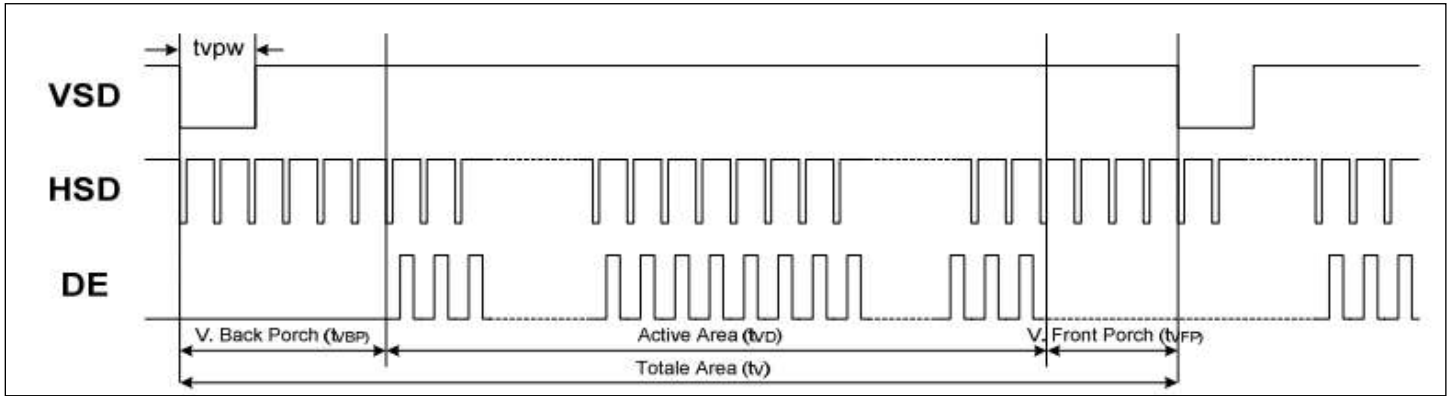 tvpw
VSD
HSD
DE
V. Back Porch (tVBP)
Active Area (tVD)
V. Front Porch (tVFP)
Totale Area (tv)